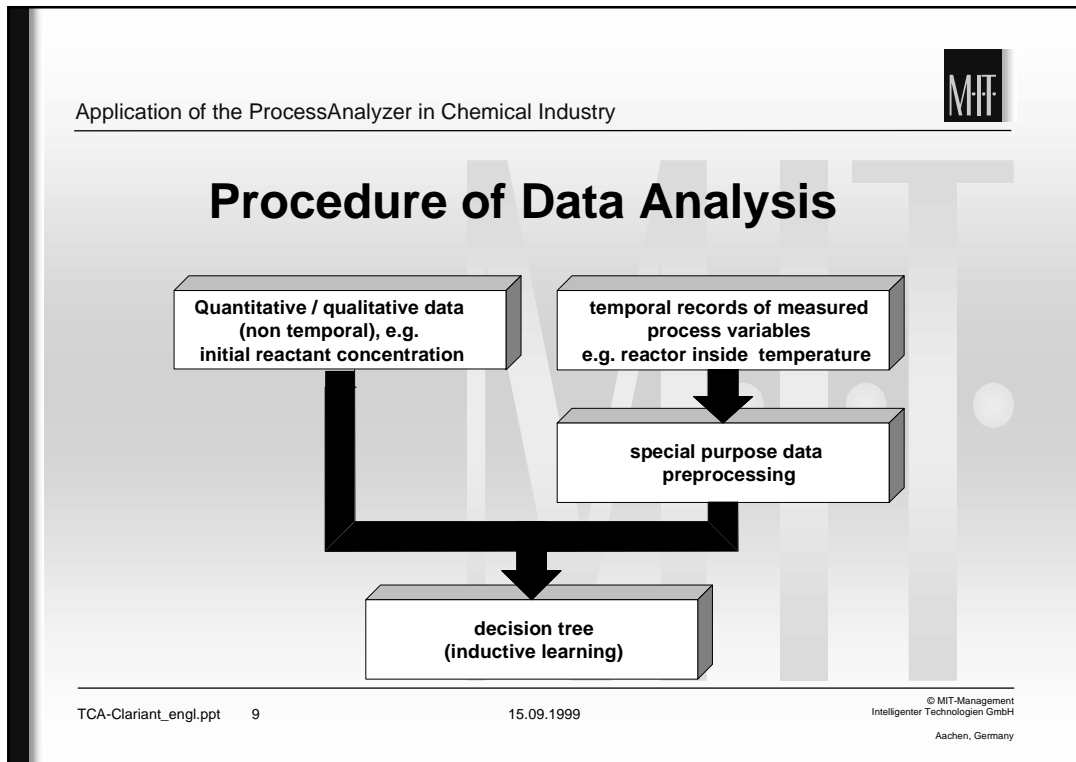 M·IT·
Application of the ProcessAnalyzer in Chemical Industry
Procedure of Data Analysis
Quantitative / qualitative data
(non temporal), e.g.
initial reactant concentration
temporal records of measured
process variables
e.g. reactor inside temperature
special purpose data
preprocessing
decision tree
(inductive learning)
TCA-Clariant_engl.ppt 9
15.09.1999
© MIT-Management
Intelligenter Technologien GmbH
Aachen, Germany